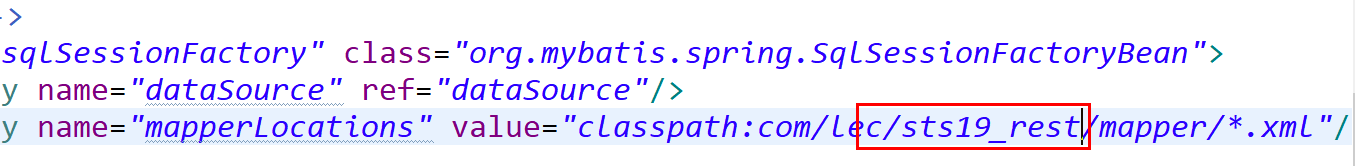 ->
sqlSessionFactory" class="org.mybatis.spring.SqlSessionFactoryBean">
y name="dataSource" ref="dataSource"/>
y name="mapperLocations" value="classpath:com/lec/sts19_rest/mapper/*.xml"/